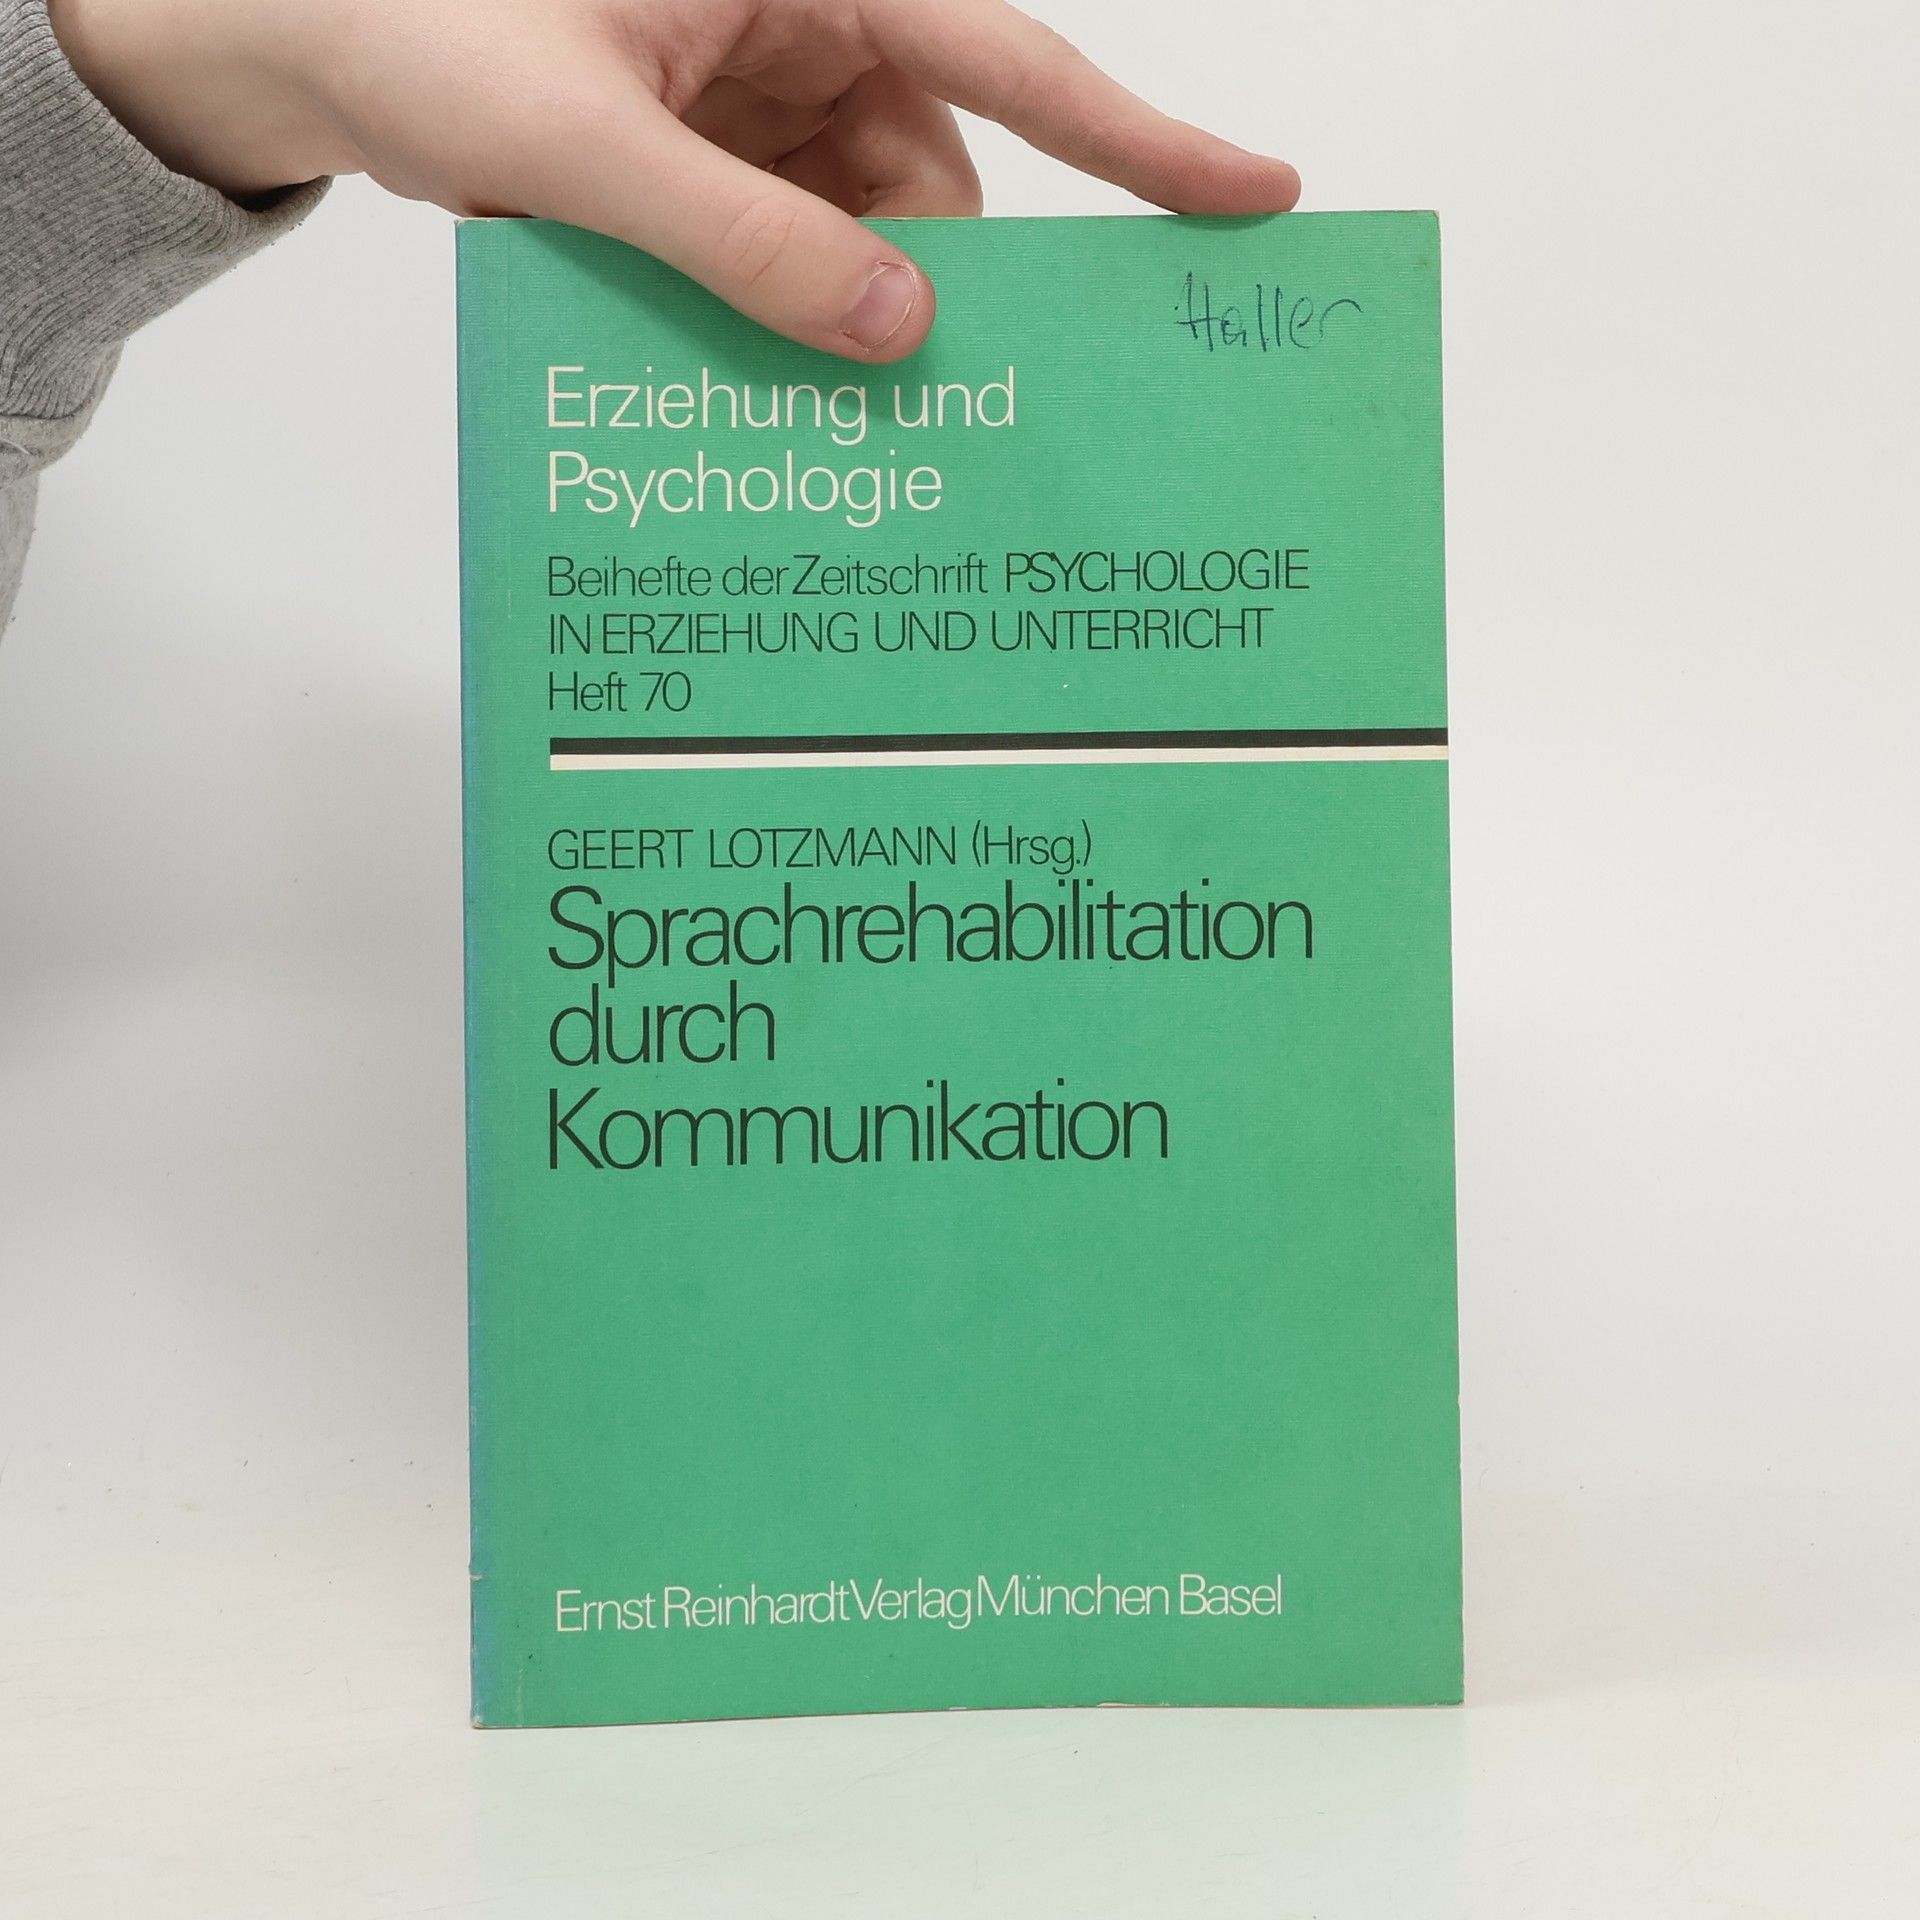 Haller
Erziehung und
Psychologie
Beihefte der Zeitschrift PSYCHOLOGIE
IN ERZIEHUNG UND UNTERRICHT
Heft 70
GEERT LOTZMANN (Hrsg.)
Sprachrehabilitation
durch
Kommunikation
Ernst Reinhardt Verlag München Basel